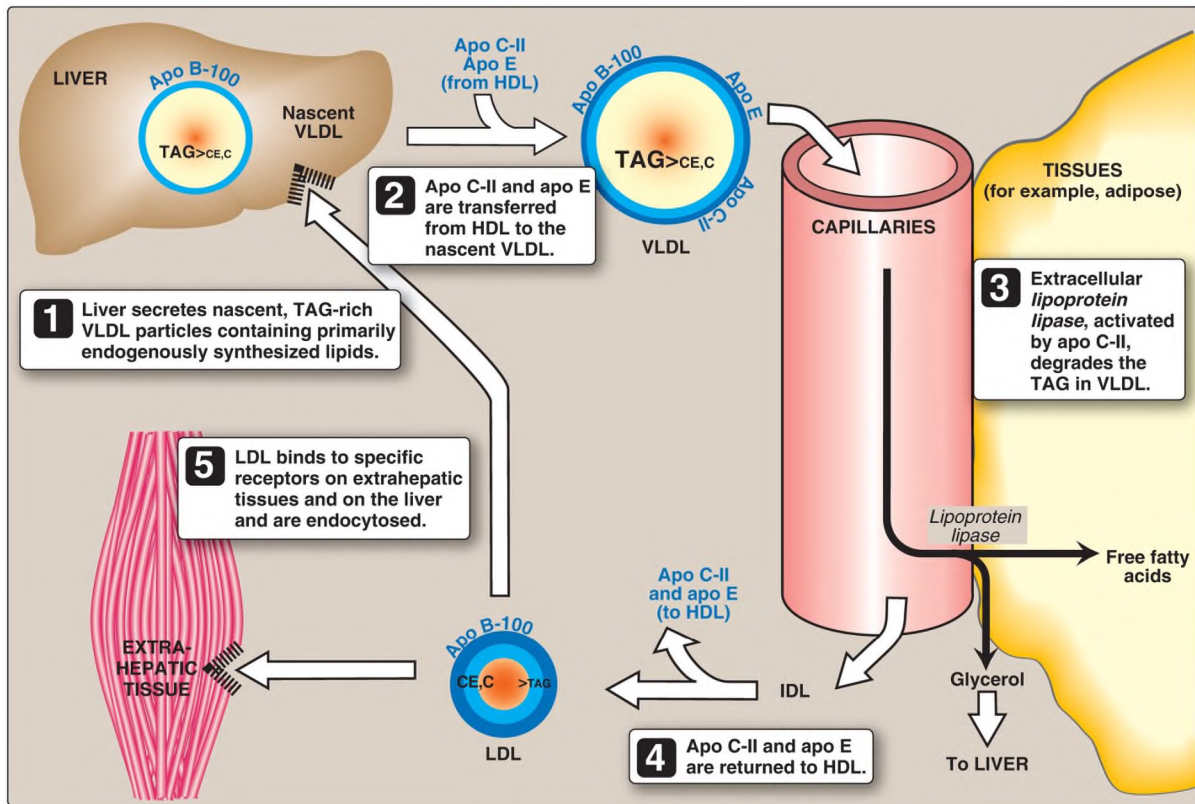 LIVER
Apo B-100
TAG>CE,C
Nascent
VLDL
Apo C-II
Apo E
(from HDL)
Apo B-100
Apo E
Apo C-II
TAG>CE,C
VLDL
2 Apo C-II and apo E
are transferred
from HDL to the
nascent VLDL.
CAPILLARIES
TISSUES
(for example, adipose)
1 Liver secretes nascent, TAG-rich
VLDL particles containing primarily
endogenously synthesized lipids.
3 Extracellular
lipoprotein
lipase, activated
by apo C-II,
degrades the
TAG in VLDL.
5 LDL binds to specific
receptors on extrahepatic
tissues and on the liver
and are endocytosed.
Lipoprotein
lipase
Free fatty
acids
Glycerol
To LIVER
Apo C-II
and apo E
(to HDL)
IDL
Apo B-100
CE,C >TAG
LDL
EXTRA-
HEPATIC
TISSUE
4 Apo C-II and apo E
are returned to HDL.